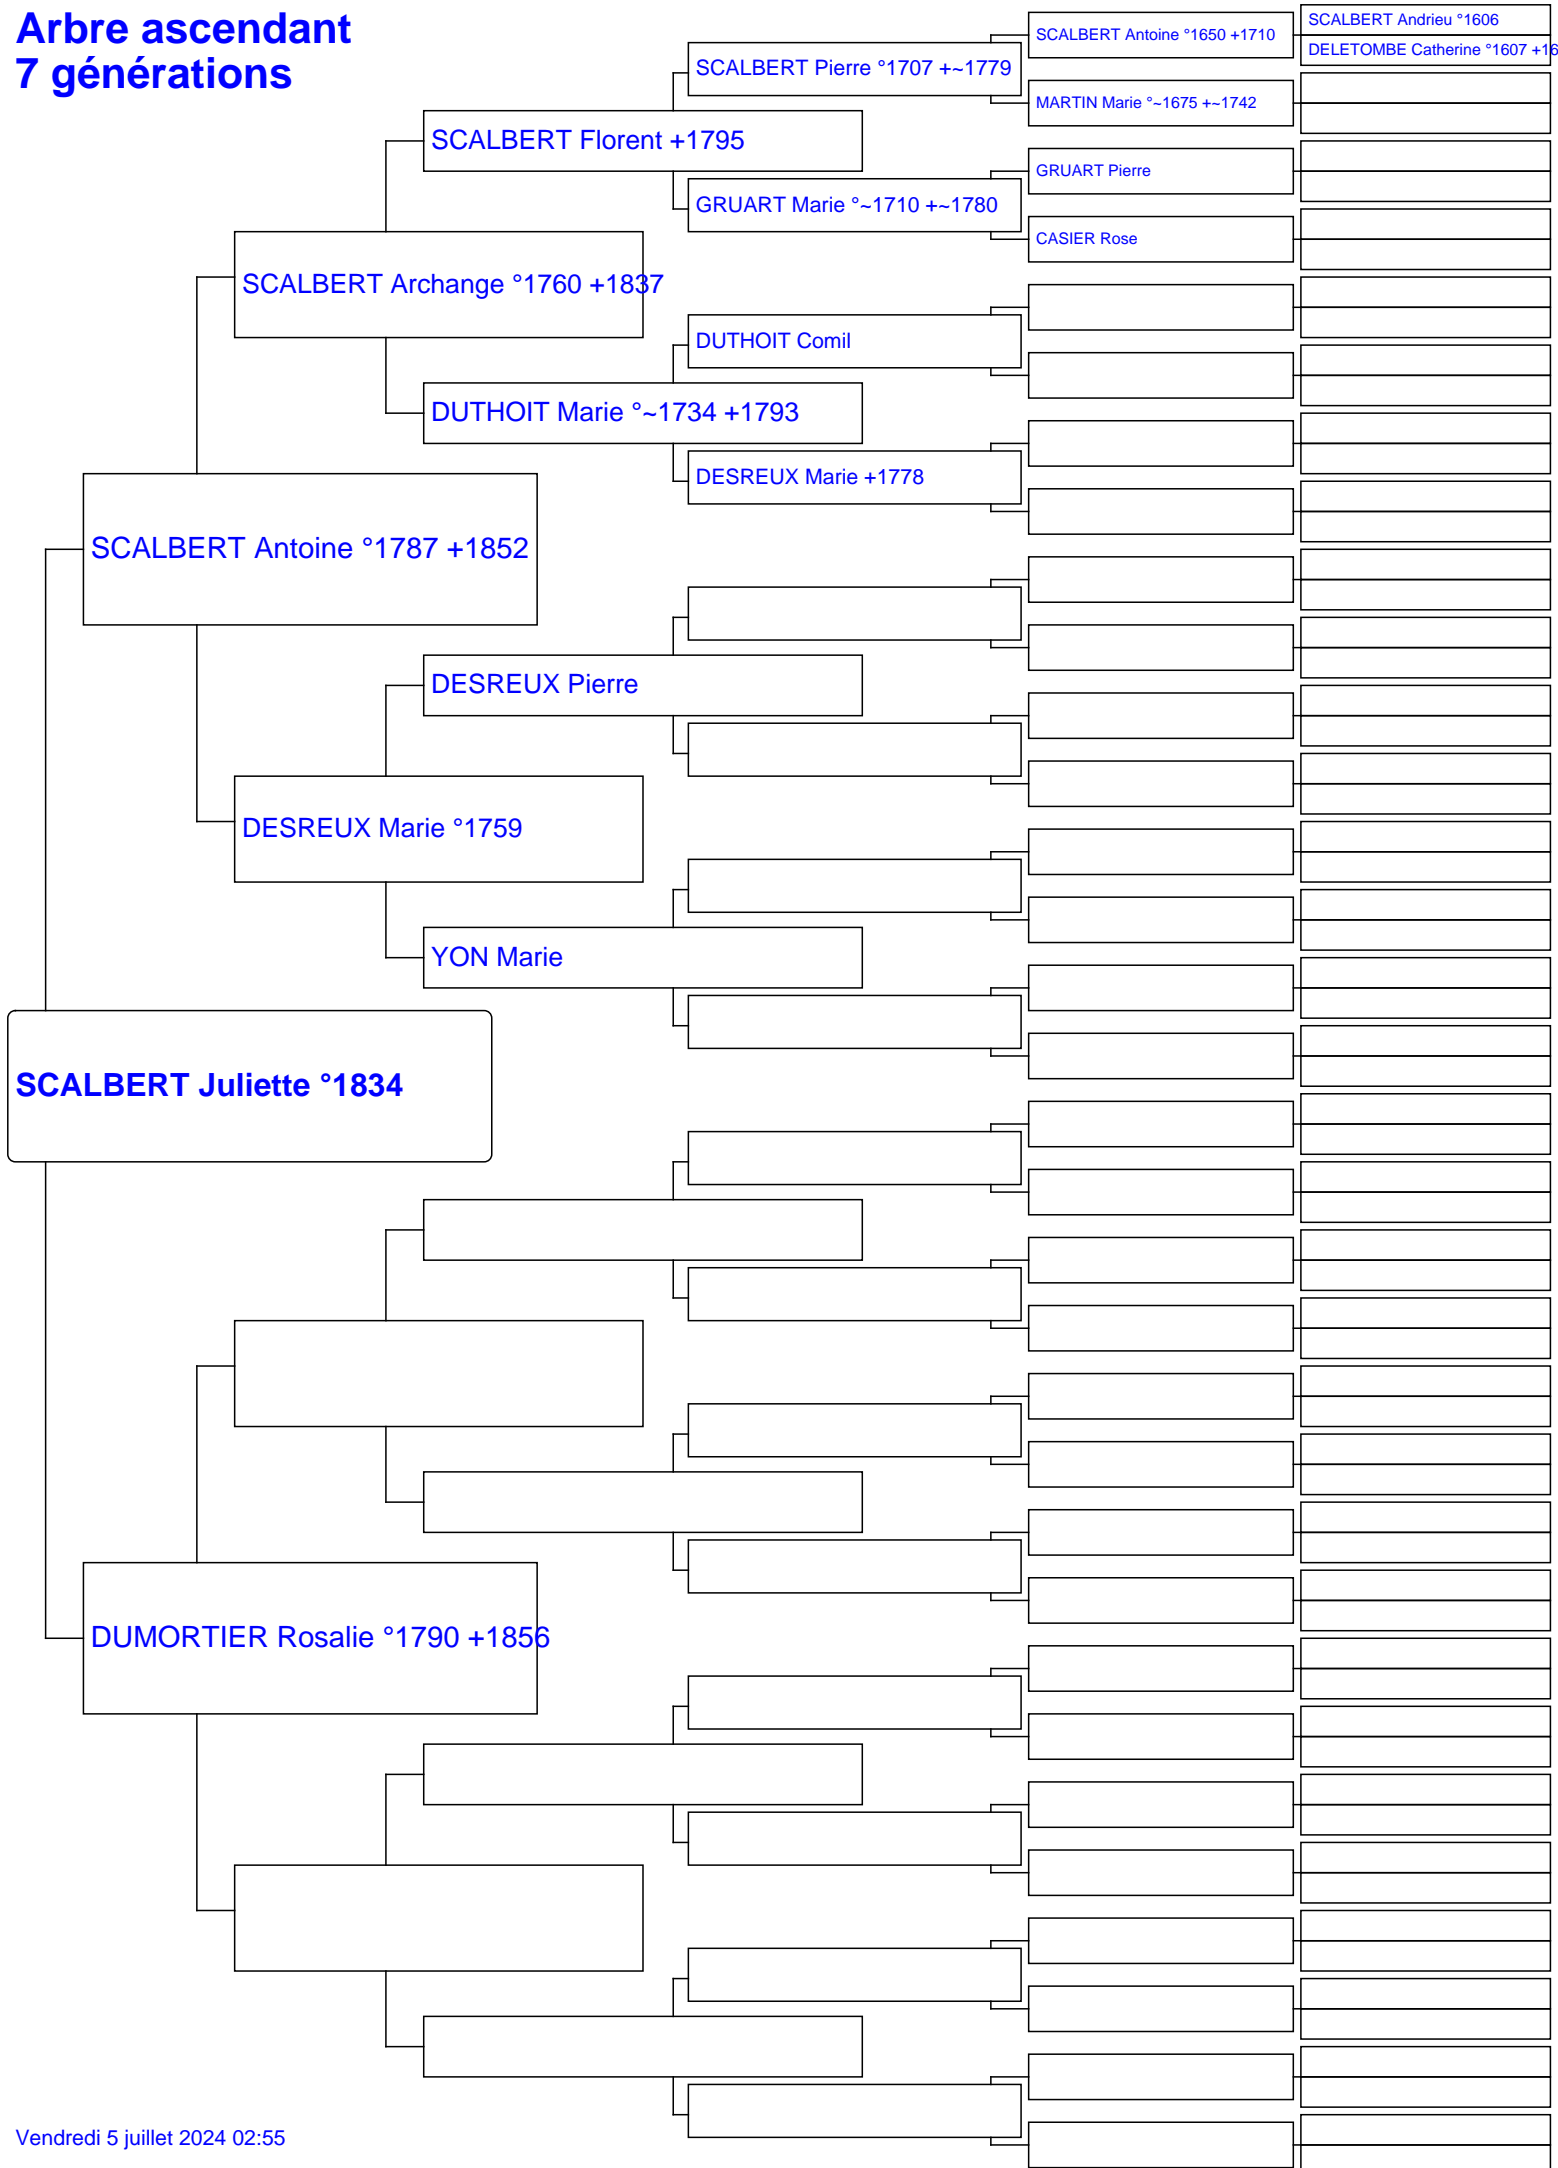 Arbre ascendant
7 générations
SCALBERT Antoine °1650 +1710
SCALBERT Andrieu °1606
DELETOMBE Catherine °1607 +16
SCALBERT Pierre °1707 +~1779
MARTIN Marie °~1675 +~1742
SCALBERT Florent +1795
GRUART Pierre
GRUART Marie °~1710 +~1780
CASIER Rose
SCALBERT Archange °1760 +1837
DUTHOIT Comil
DUTHOIT Marie °~1734 +1793
DESREUX Marie +1778
SCALBERT Antoine °1787 +1852
DESREUX Pierre
DESREUX Marie °1759
YON Marie
SCALBERT Juliette °1834
DUMORTIER Rosalie °1790 +1856
Vendredi 5 juillet 2024 02:55